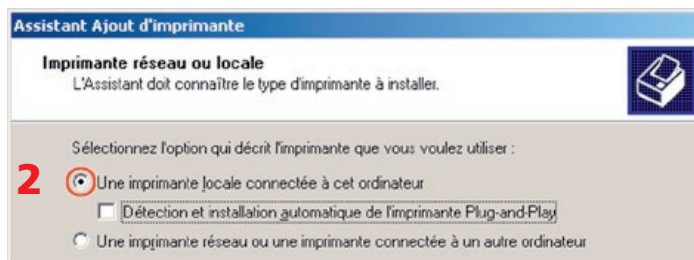 Assistant Ajout d'imprimante
Imprimante réseau ou locale
L'Assistant doit connaître le type d'imprimante à installer.
Sélectionnez l'option qui décrit l'imprimante que vous voulez utiliser :
2 Une imprimante locale connectée à cet ordinateur
Détection et installation automatique de l'imprimante Plug-and-Play
Une imprimante réseau ou une imprimante connectée à un autre ordinateur